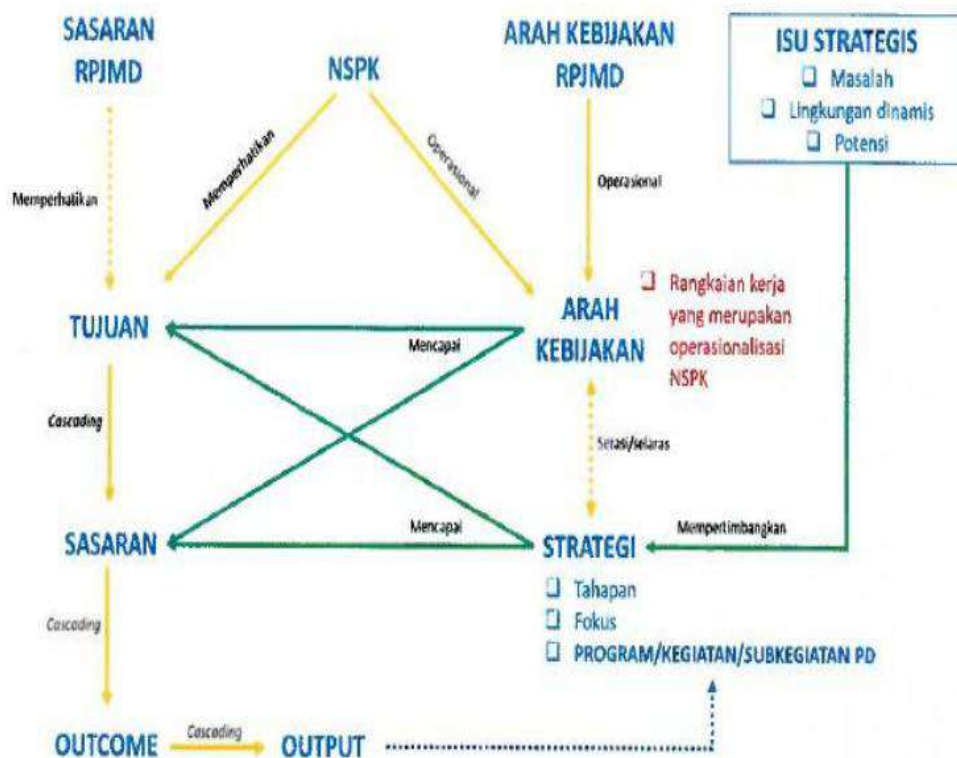 SASARAN
RPJMD
NSPK
ARAH KEBIJAKAN
RPJMD
ISU STRATEGIS
❑ Masalah
❑ Lingkungan dinamis
❑ Potensi
Memperhatikan
Memperhatikan
Operasional
Operasional
TUJUAN
ARAH
KEBIJAKAN
❑ Rangkaian kerja
yang merupakan
operasionalisasi
NSPK
Mencapai
Cascading
Serasi/selaras
SASARAN
Mencapai
STRATEGI
Mempertimbangkan
❑ Tahapan
❑ Fokus
❑ PROGRAM/KEGIATAN/SUBKEGIATAN PD
Cascading
OUTCOME
Cascading
OUTPUT